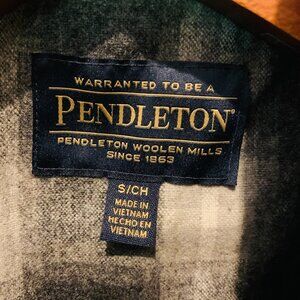 WARRANTED TO BE A
PENDLETON®
PENDLETON WOOLEN MILLS
SINCE 1863
S/CH
MADE IN
VIETNAM
HECHO EN
VIETNAM